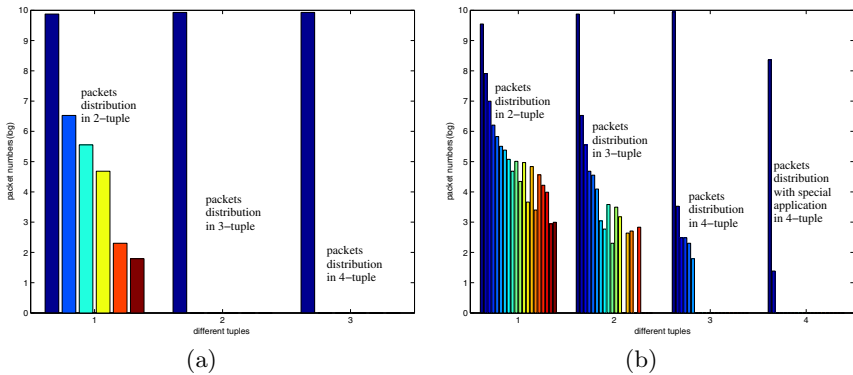 10
9
8
7
6
5
4
3
2
1
0
packet numbers(log)
packets
distribution
in 2−tuple
packets
distribution
in 3−tuple
packets
distribution
in 4−tuple
1
2
3
different tuples
(a)
10
9
8
7
6
5
4
3
2
1
0
packet numbers(log)
packets
distribution
in 2−tuple
packets
distribution
in 3−tuple
packets
distribution
in 4−tuple
packets
distribution
with special
application
in 4−tuple
1
2
3
4
different tuples
(b)